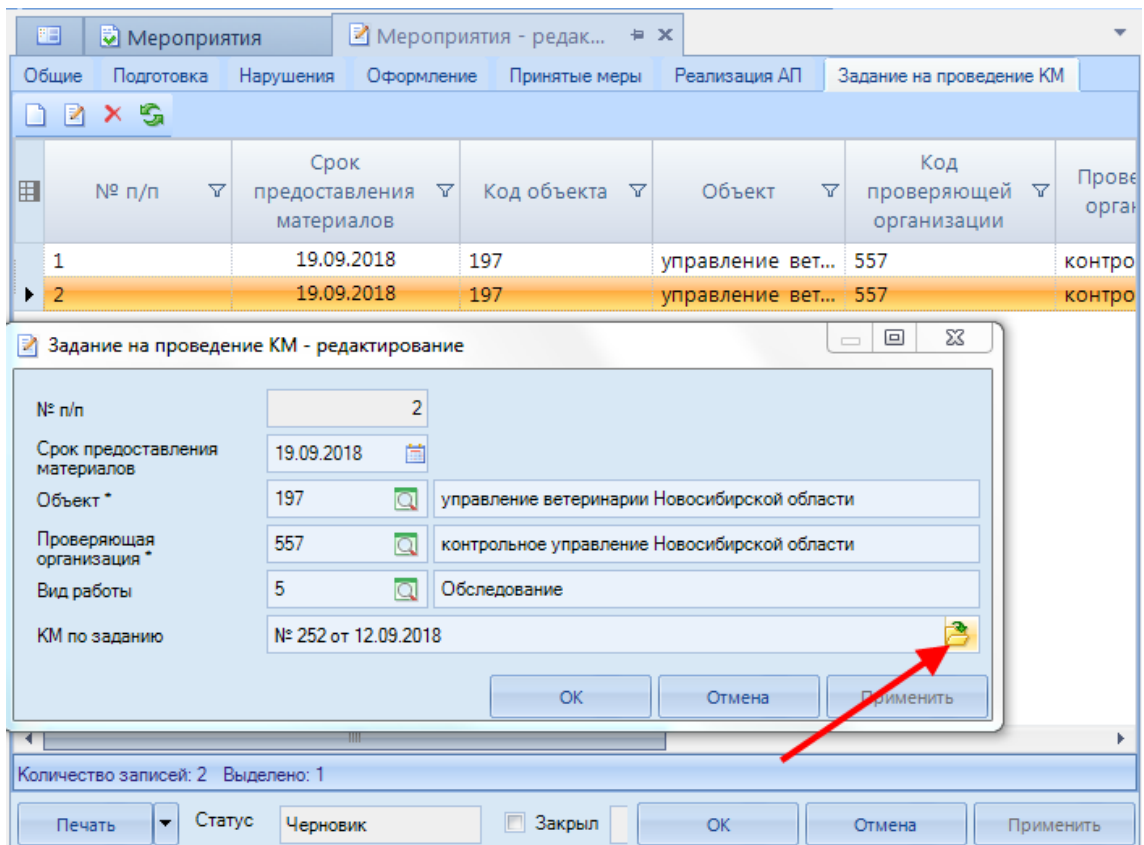 Мероприятия
Мероприятия - редак...
Общие Подготовка Нарушения Оформление Принятые меры Реализация АП Задание на проведение КМ
№ п/п
Срок предоставления материалов
Код объекта
Объект
Код проверяющей организации
1 19.09.2018 197 управление вет... 557 контро
2 19.09.2018 197 управление вет... 557 контро
Задание на проведение КМ - редактирование
№ п/п 2
Срок предоставления
материалов
19.09.2018
Объект * 197 управление ветеринарии Новосибирской области
Проверяющая
организация *
557 контрольное управление Новосибирской области
Вид работы 5 Обследование
КМ по заданию № 252 от 12.09.2018
ОК Отмена Применить
Количество записей: 2 Выделено: 1
Печать Статус Черновик Закрыл ОК Отмена Применить